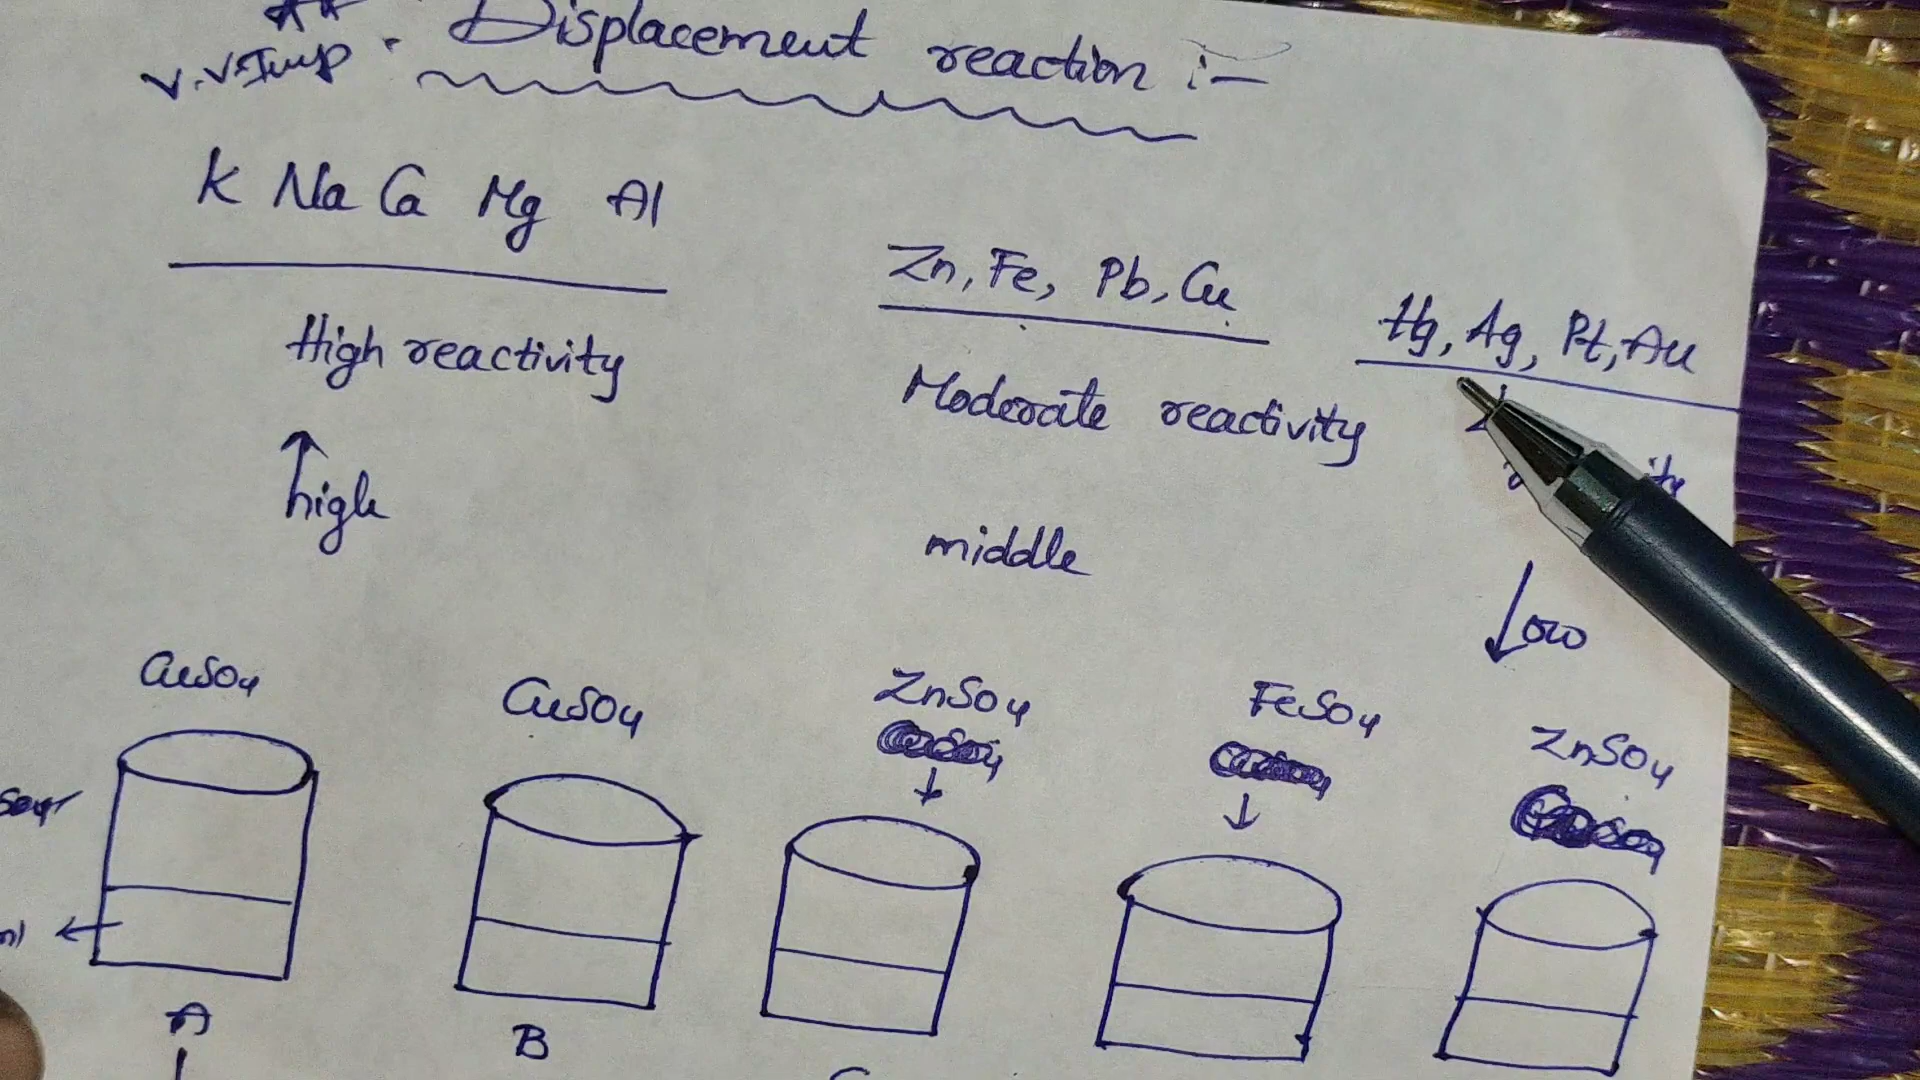 V.V.Imp. Displacement reaction :-
K Na Ca Mg Al
Zn, Fe, Pb, Cu
Hg, Ag, Pt, Au
High reactivity
Moderate reactivity
high
middle
Low
CuSO4
CuSO4
ZnSO4
FeSO4
ZnSO4
A
B